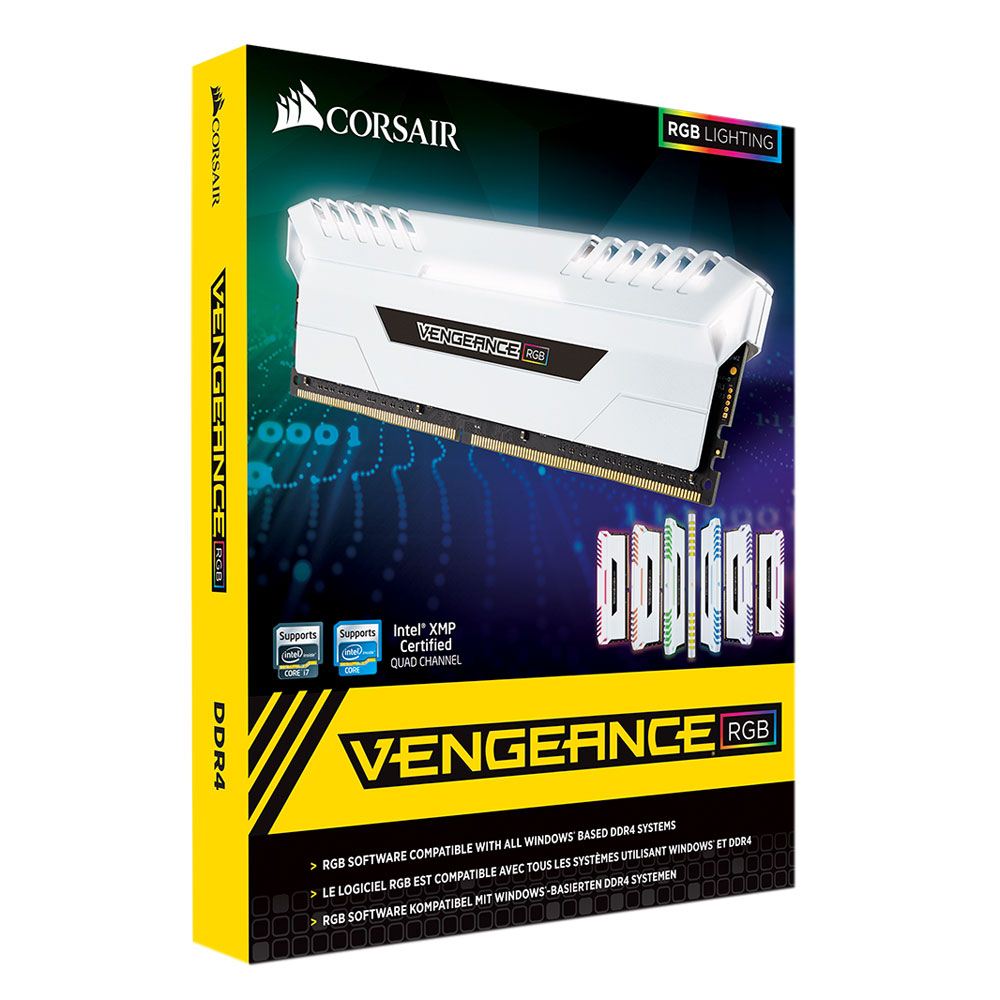 CORSAIR
VENGEANCE RGB
DDR4
CORSAIR
RGB LIGHTING
VENGEANCE RGB
0001
Supports
intel inside
CORE i7
Supports
intel inside
CORE
Intel® XMP
Certified
QUAD CHANNEL
VENGEANCE® RGB
> RGB SOFTWARE COMPATIBLE WITH ALL WINDOWS® BASED DDR4 SYSTEMS
> LE LOGICIEL RGB EST COMPATIBLE AVEC TOUS LES SYSTÈMES UTILISANT WINDOWS® ET DDR4
> RGB SOFTWARE KOMPATIBEL MIT WINDOWS®-BASIERTEN DDR4 SYSTEMEN